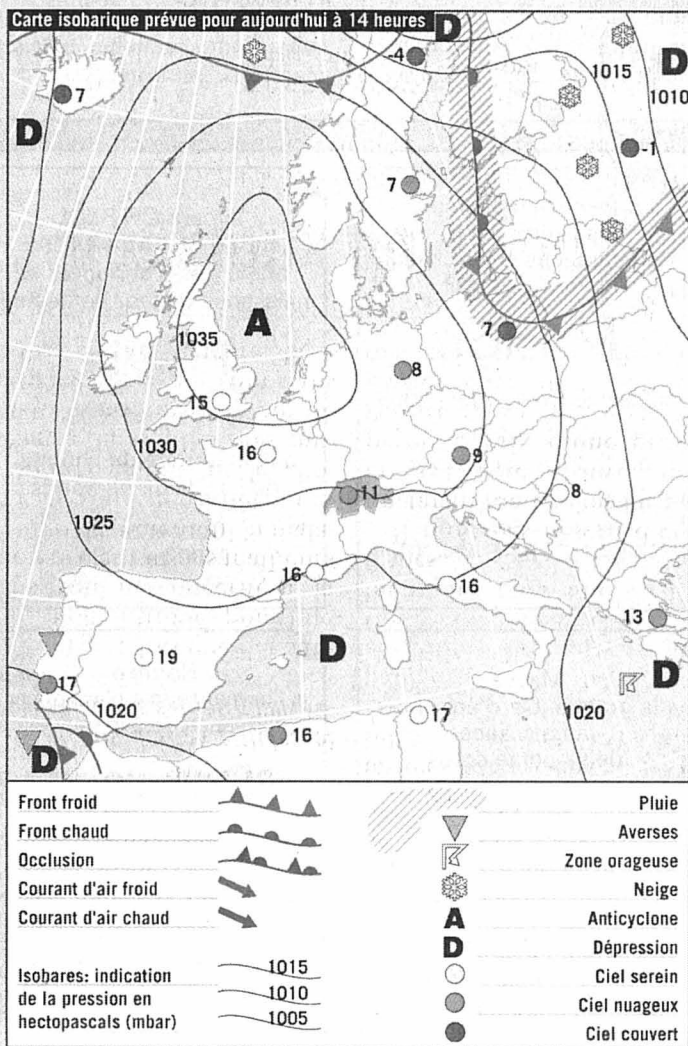 Carte isobarique prévue pour aujourd'hui à 14 heures
D
-4
D
1015
1010
7
D
-1
7
A
7
1035
8
15
1030
16
9
11
8
1025
16
16
13
D
D
19
17
1020
1020
17
16
D
Front froid
Front chaud
Occlusion
Courant d'air froid
Courant d'air chaud
Isobares: indication
de la pression en
hectopascals (mbar)
1015
1010
1005
Pluie
Averses
Zone orageuse
Neige
A Anticyclone
D Dépression
Ciel serein
Ciel nuageux
Ciel couvert